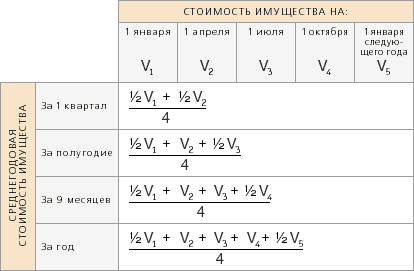 СТОИМОСТЬ ИМУЩЕСТВА НА:
1 января 1 апреля 1 июля 1 октября 1 января
следую-
щего года
V1 V2 V3 V4 V5
СРЕДНЕГОДОВАЯ
СТОИМОСТЬ ИМУЩЕСТВА
За 1 квартал
½V1 + ½V2
4
За полугодие
½V1 + V2 + ½V3
4
За 9 месяцев
½V1 + V2 + V3 + ½V4
4
За год
½V1 + V2 + V3 + V4 + ½V5
4